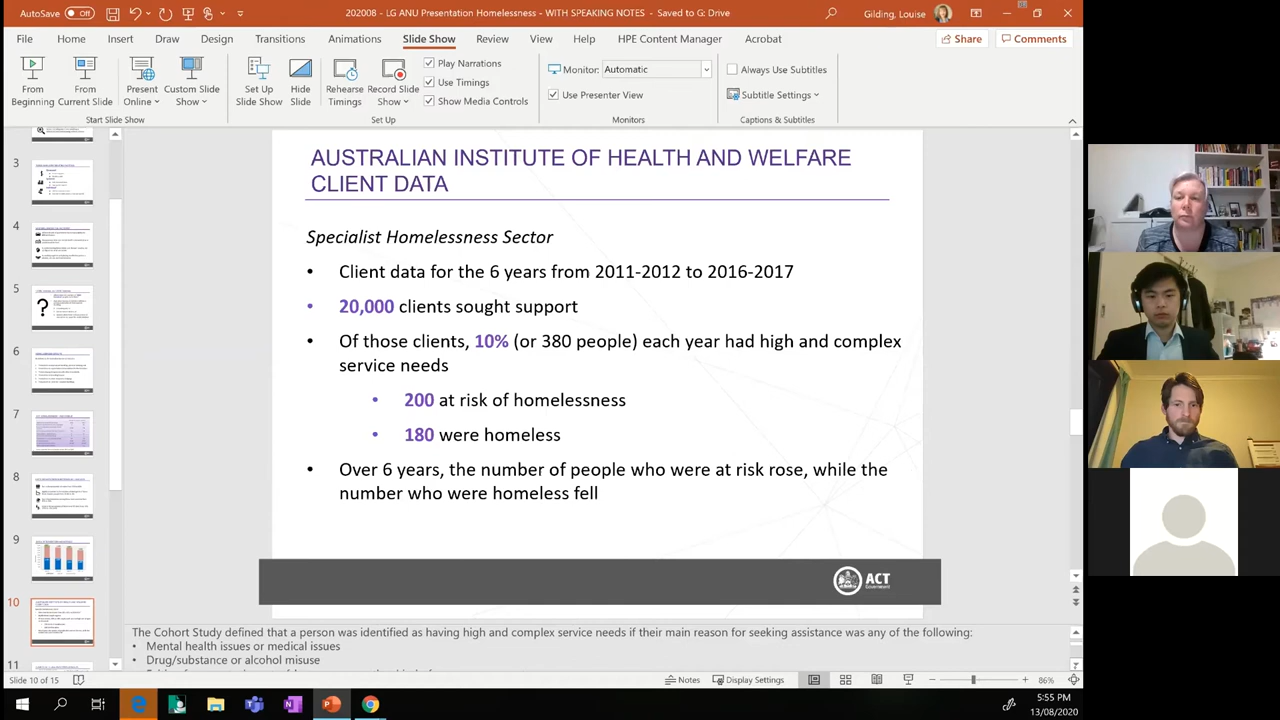 AutoSave Off
202008 - LG ANU Presentation Homelessness - WITH SPEAKING NOTES - Saved to G: Drive
Gilding, Louise
File Home Insert Draw Design Transitions Animations Slide Show Review View Help HPE Content Manager Acrobat Share Comments
From Beginning
From Current Slide
Present Online
Custom Slide Show
Set Up Slide Show
Hide Slide
Rehearse Timings
Record Slide Show
Play Narrations
Use Timings
Show Media Controls
Monitor: Automatic
Use Presenter View
Always Use Subtitles
Subtitle Settings
Start Slide Show Set Up Monitors Captions & Subtitles
3
4
5
6
7
8
9
10
11
AUSTRALIAN INSTITUTE OF HEALTH AND WELFARE
CLIENT DATA
Specialist Homelessness Sector
• Client data for the 6 years from 2011-2012 to 2016-2017
• 20,000 clients sought support
• Of those clients, 10% (or 380 people) each year had high and complex
service needs
• 200 at risk of homelessness
• 180 were homeless
• Over 6 years, the number of people who were at risk rose, while the
number who were homeless fell
ACT
Government
The Cohort Study defined that a person was identified as having high and complex service needs if their main reason for seeking assistance was any of the following:
• Mental health issues or medical issues
• Drug/substance or alcohol misuse
Slide 10 of 15 Notes Display Settings 86%
5:55 PM
13/08/2020